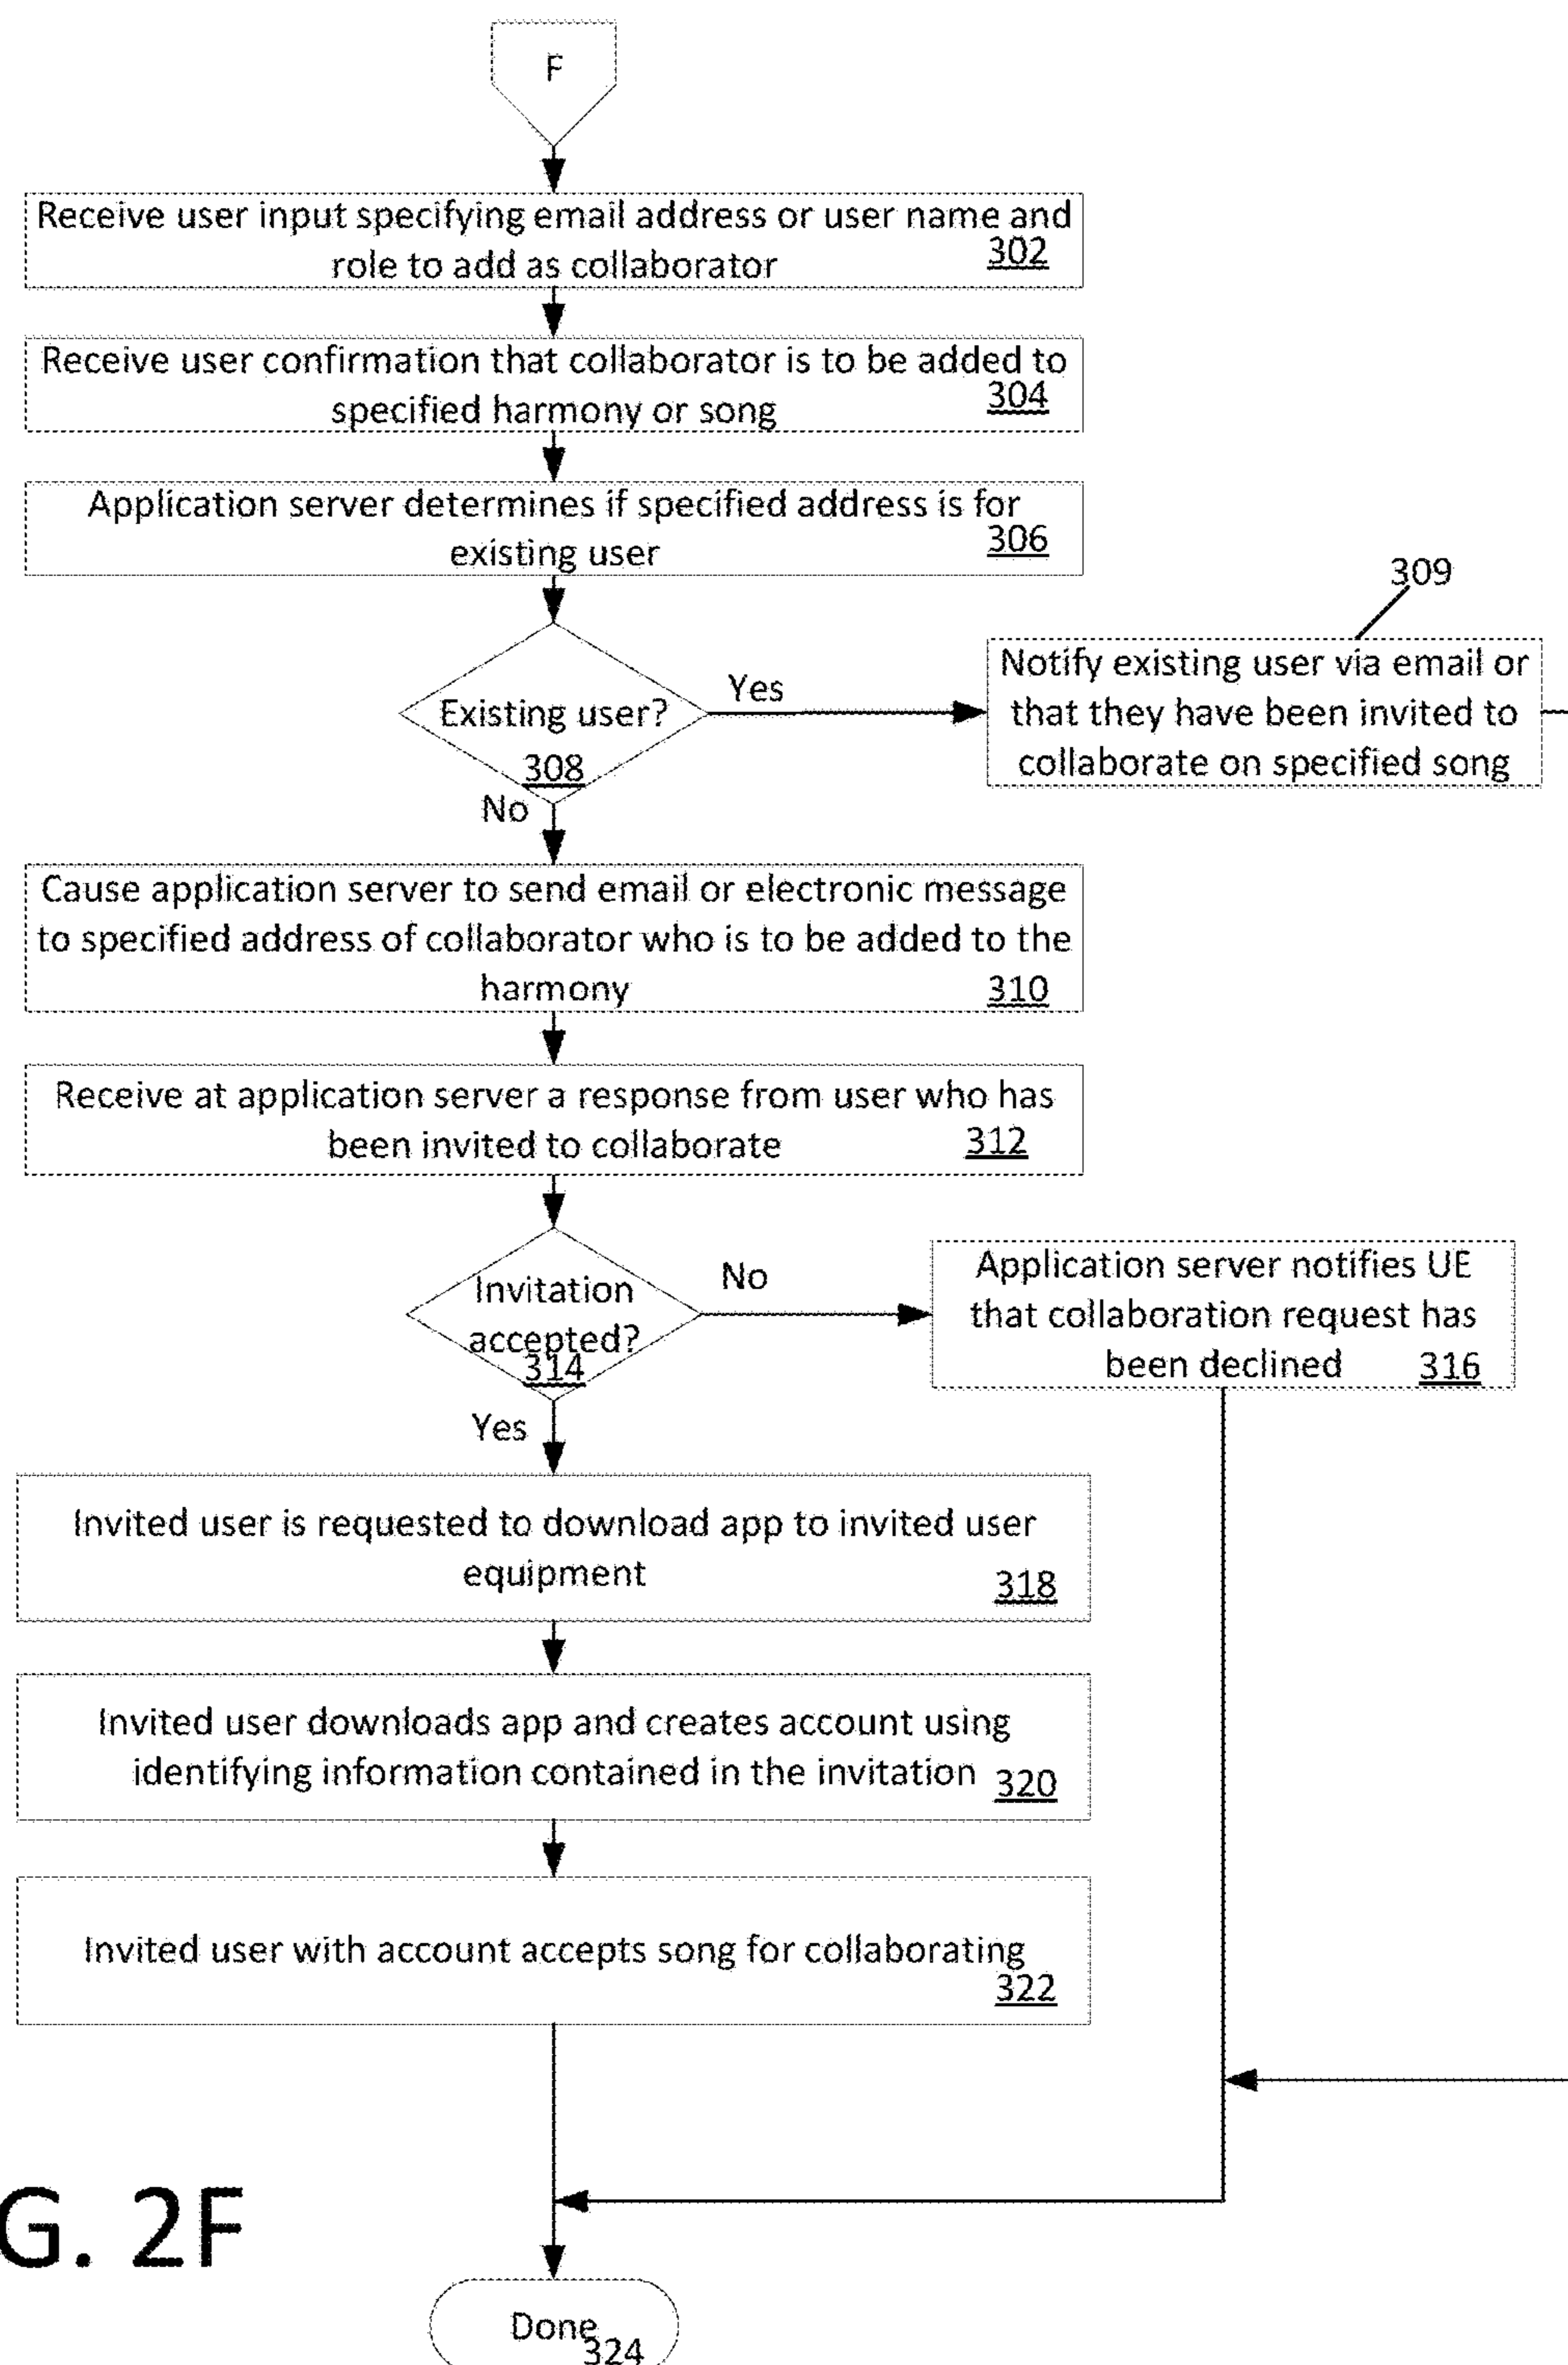 F
Receive user input specifying email address or user name and
role to add as collaborator
302
Receive user confirmation that collaborator is to be added to
specified harmony or song
304
Application server determines if specified address is for
existing user
306
309
Existing user?
308
Yes
No
Notify existing user via email or
that they have been invited to
collaborate on specified song
Cause application server to send email or electronic message
to specified address of collaborator who is to be added to the
harmony
310
Receive at application server a response from user who has
been invited to collaborate
312
Invitation
accepted?
314
No
Yes
Application server notifies UE
that collaboration request has
been declined
316
Invited user is requested to download app to invited user
equipment
318
Invited user downloads app and creates account using
identifying information contained in the invitation
320
Invited user with account accepts song for collaborating
322
G. 2F
Done
324